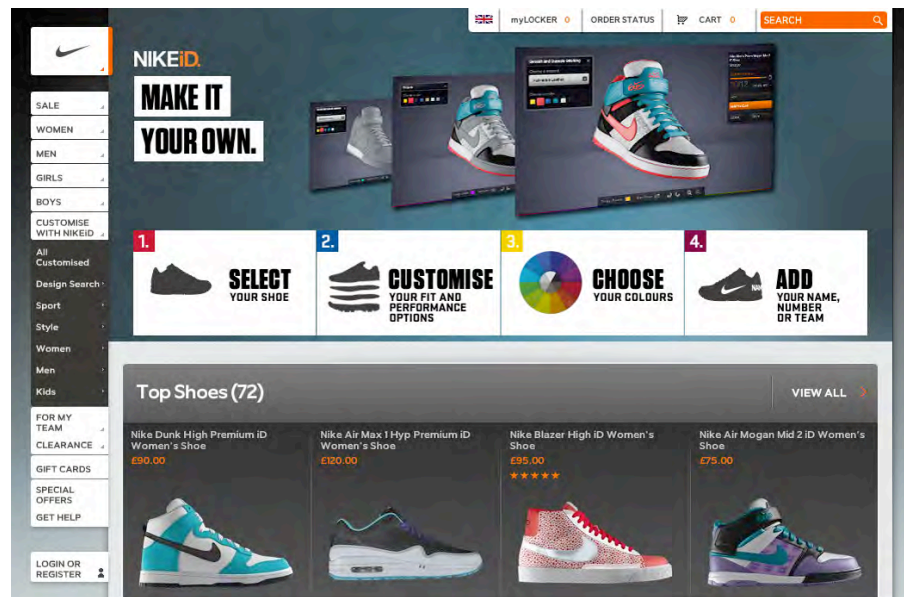 myLOCKER 0
ORDER STATUS
CART 0
SEARCH
NIKEiD.
MAKE IT
YOUR OWN.
SALE
WOMEN
MEN
GIRLS
BOYS
CUSTOMISE
WITH NIKEiD
All
Customised
Design Search
Sport
Style
Women
Men
Kids
FOR MY
TEAM
CLEARANCE
GIFT CARDS
SPECIAL
OFFERS
GET HELP
LOGIN OR
REGISTER
1.
SELECT
YOUR SHOE
2.
CUSTOMISE
YOUR FIT AND
PERFORMANCE
OPTIONS
3.
CHOOSE
YOUR COLOURS
4.
ADD
YOUR NAME,
NUMBER
OR TEAM
Top Shoes (72)
VIEW ALL
Nike Dunk High Premium iD
Women's Shoe
£90.00
Nike Air Max 1 Hyp Premium iD
Women's Shoe
£120.00
Nike Blazer High iD Women's
Shoe
£95.00
Nike Air Mogan Mid 2 iD Women's
Shoe
£75.00